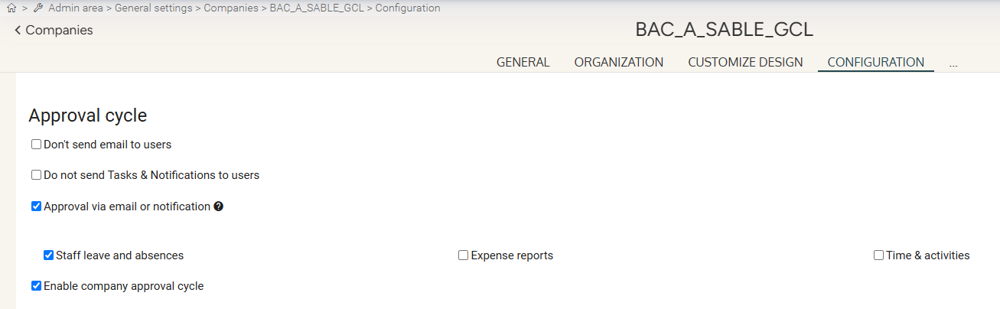 > Admin area > General settings > Companies > BAC_A_SABLE_GCL > Configuration
Companies
BAC_A_SABLE_GCL
GENERAL ORGANIZATION CUSTOMIZE DESIGN CONFIGURATION ...
Approval cycle
Don't send email to users
Do not send Tasks & Notifications to users
Approval via email or notification ?
Staff leave and absences Expense reports Time & activities
Enable company approval cycle